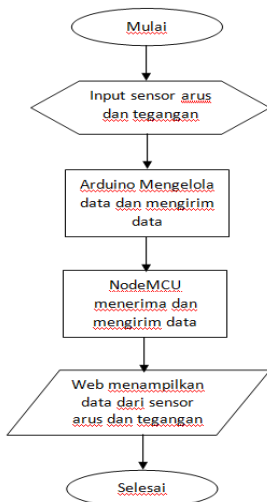 Mulai
Input sensor arus
dan tegangan
Arduino Mengelola
data dan mengirim
data
NodeMCU
menerima dan
mengirim data
Web menampilkan
data dari sensor
arus dan tegangan
Selesai